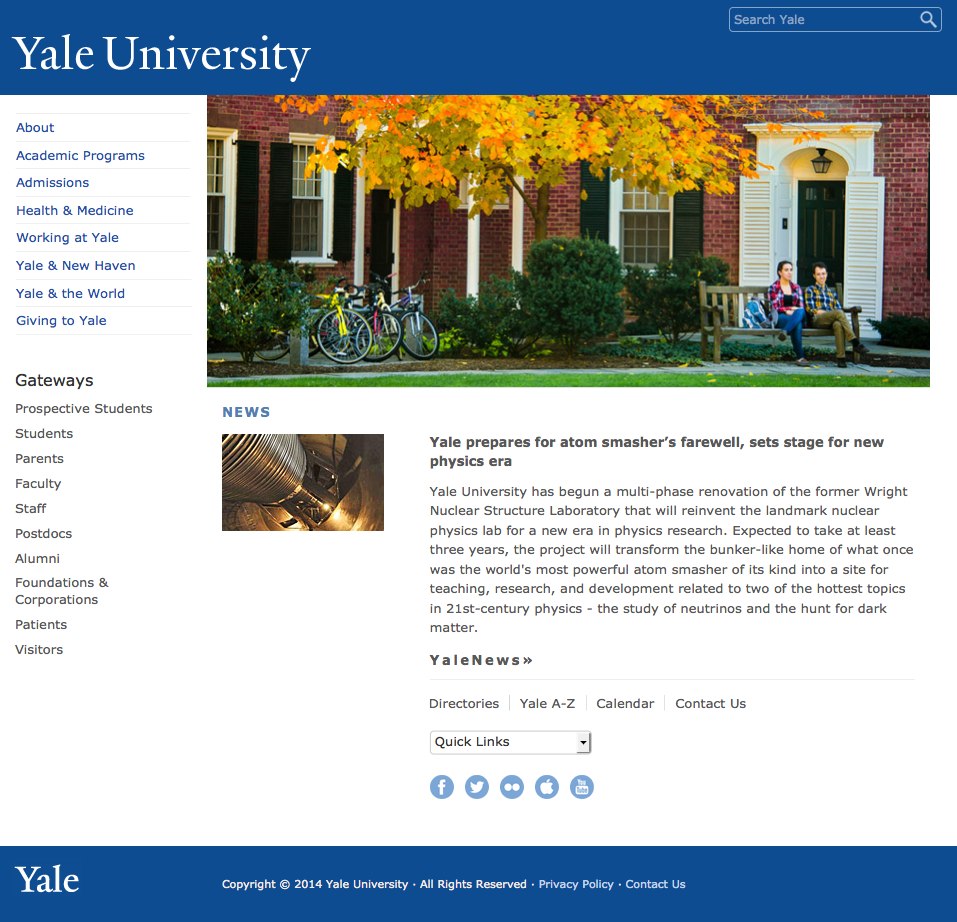 Search Yale
Yale University
About
Academic Programs
Admissions
Health & Medicine
Working at Yale
Yale & New Haven
Yale & the World
Giving to Yale
Gateways
Prospective Students
Students
Parents
Faculty
Staff
Postdocs
Alumni
Foundations &
Corporations
Patients
Visitors
NEWS
Yale prepares for atom smasher’s farewell, sets stage for new
physics era
Yale University has begun a multi-phase renovation of the former Wright
Nuclear Structure Laboratory that will reinvent the landmark nuclear
physics lab for a new era in physics research. Expected to take at least
three years, the project will transform the bunker-like home of what once
was the world's most powerful atom smasher of its kind into a site for
teaching, research, and development related to two of the hottest topics
in 21st-century physics - the study of neutrinos and the hunt for dark
matter.
YaleNews»
Directories | Yale A-Z | Calendar | Contact Us
Quick Links
You
Tube
Yale
Copyright © 2014 Yale University · All Rights Reserved · Privacy Policy · Contact Us